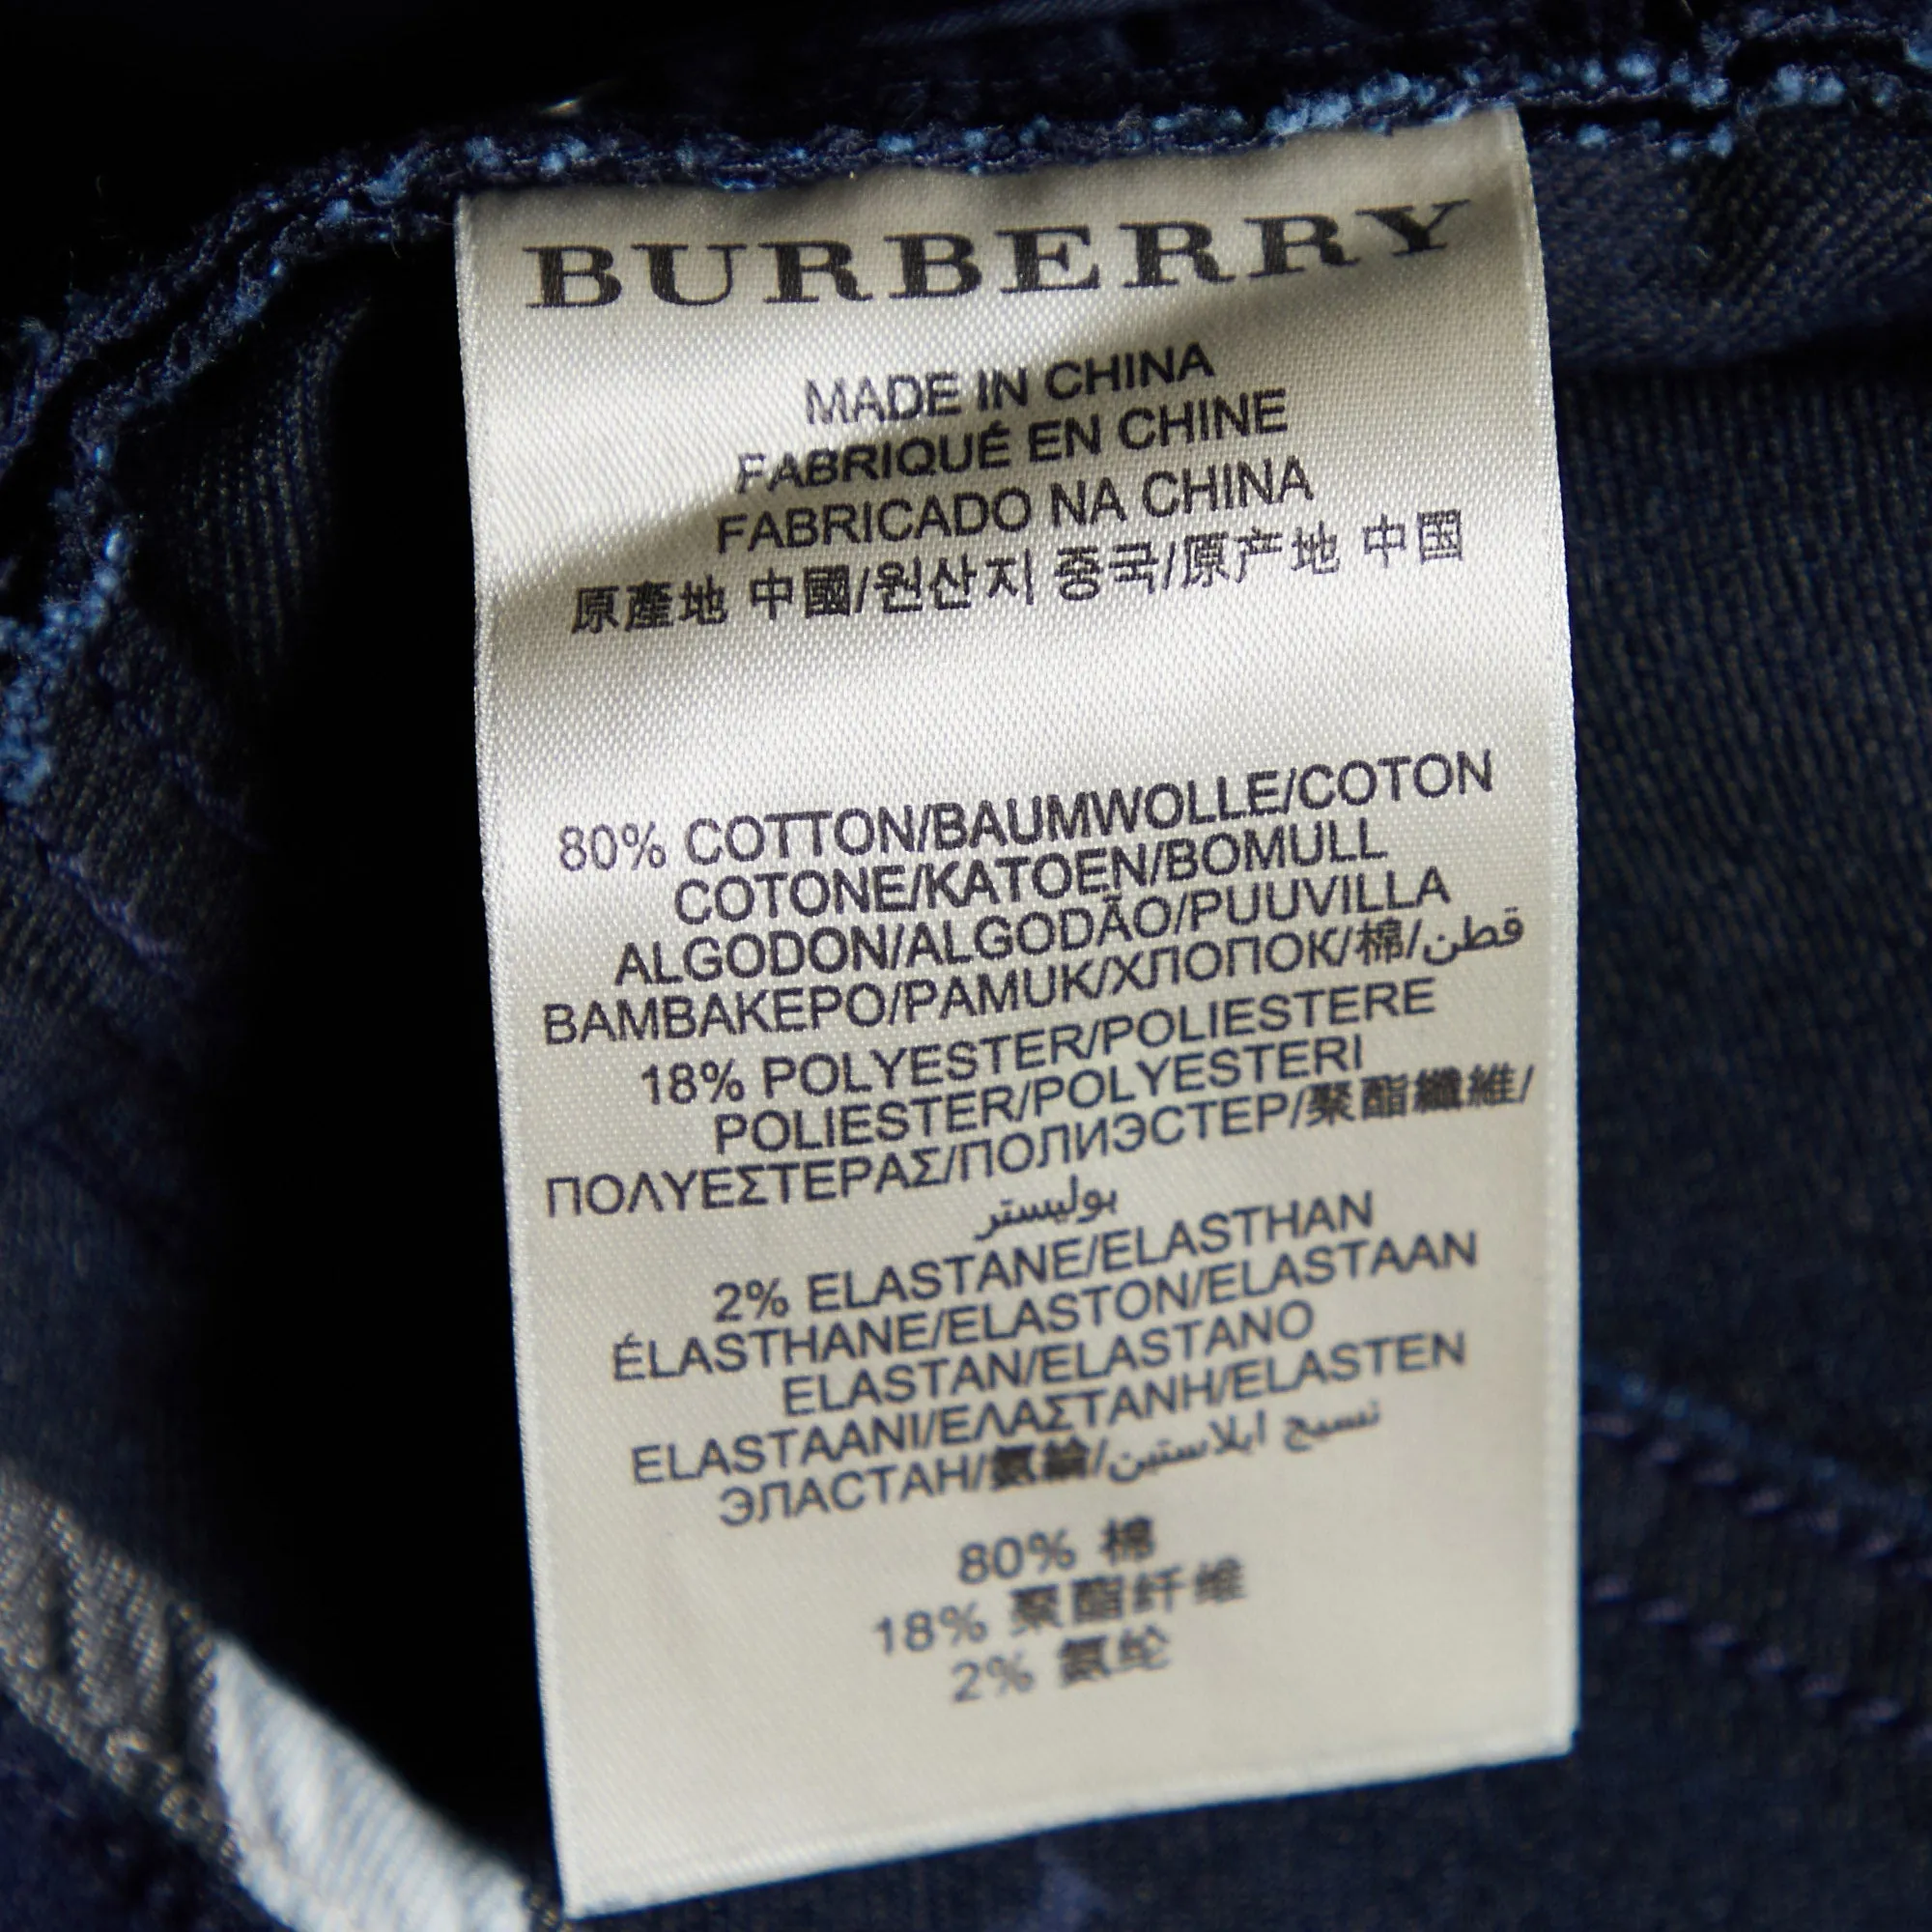 BURBERRY
MADE IN CHINA
FABRIQUÉ EN CHINE
FABRICADO NA CHINA
原產地 中國/원산지 중국/原产地 中国
80% COTTON/BAUMWOLLE/COTON
COTONE/KATOEN/BOMULL
ALGODON/ALGODÃO/PUUVILLA
BAMBAKEPO/PAMUK/ХЛОПОК/棉/قطن
18% POLYESTER/POLIESTERE
POLIESTER/POLYESTERI
ΠΟΛΥΕΣΤΕΡΑΣ/ПОЛИЭСТЕР/聚酯纖維/
بوليستر
2% ELASTANE/ELASTHAN
ÉLASTHANE/ELASTON/ELASTAAN
ELASTAN/ELASTANO
ELASTAANI/ΕΛΑΣΤΑΝΗ/ELASTEN
ЭЛАСТАН/氨綸/نسيج ايلاستين
80% 棉
18% 聚酯纤维
2% 氨纶